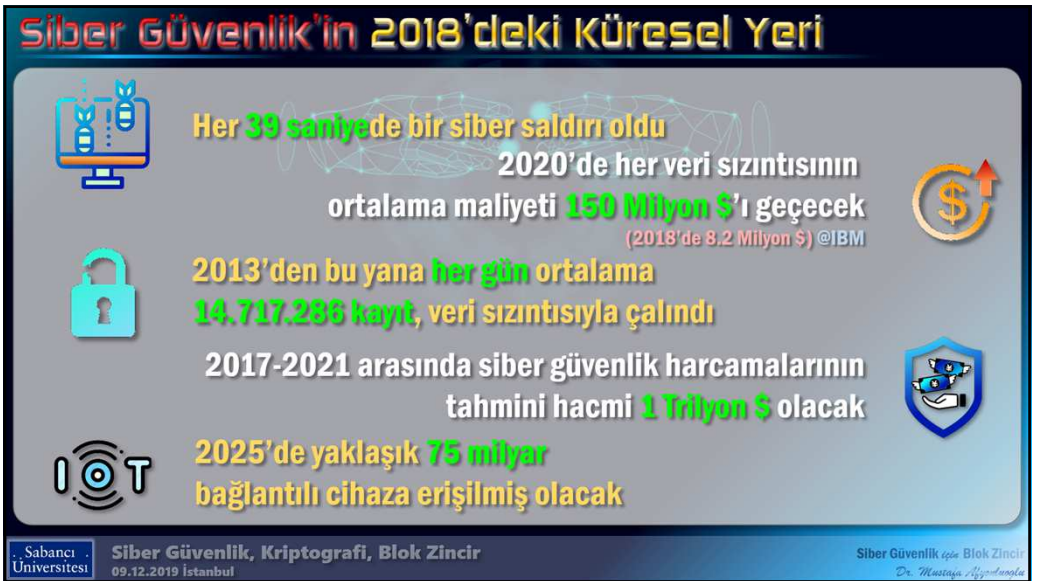 Siber Güvenlik'in 2018'deki Küresel Yeri
Her 39 saniyede bir siber saldırı oldu
2020'de her veri sızıntısının
ortalama maliyeti 150 Milyon $'ı geçecek
(2018'de 8.2 Milyon $) @IBM
2013'den bu yana her gün ortalama
14.717.286 kayıt, veri sızıntısıyla çalındı
2017-2021 arasında siber güvenlik harcamalarının
tahmini hacmi 1 Trilyon $ olacak
IOT
2025'de yaklaşık 75 milyar
bağlantılı cihaza erişilmiş olacak
Sabancı
Üniversitesi
Siber Güvenlik, Kriptografi, Blok Zincir
09.12.2019 İstanbul
Siber Güvenlik için Blok Zincir
Dr. Mustafa